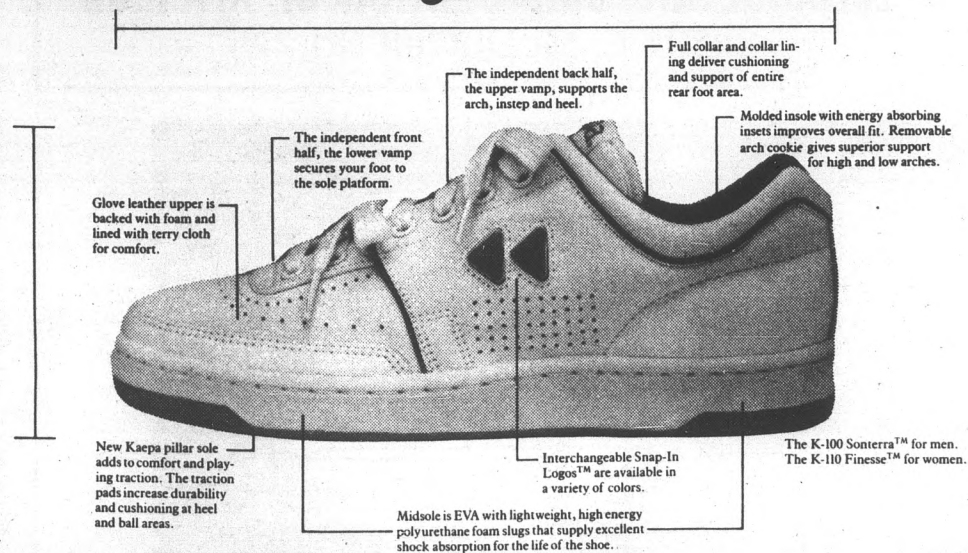 Full collar and collar lin-
ing deliver cushioning
and support of entire
rear foot area.
The independent back half,
the upper vamp, supports the
arch, instep and heel.
Molded insole with energy absorbing
insets improves overall fit. Removable
arch cookie gives superior support
for high and low arches.
The independent front
half, the lower vamp
secures your foot to
the sole platform.
Glove leather upper is
backed with foam and
lined with terry cloth
for comfort.
New Kaepa pillar sole
adds to comfort and play-
ing traction. The traction
pads increase durability
and cushioning at heel
and ball areas.
Interchangeable Snap-In
Logos™ are available in
a variety of colors.
The K-100 Sonterra™ for men.
The K-110 Finesse™ for women.
Midsole is EVA with lightweight, high energy
polyurethane foam slugs that supply excellent
shock absorption for the life of the shoe.